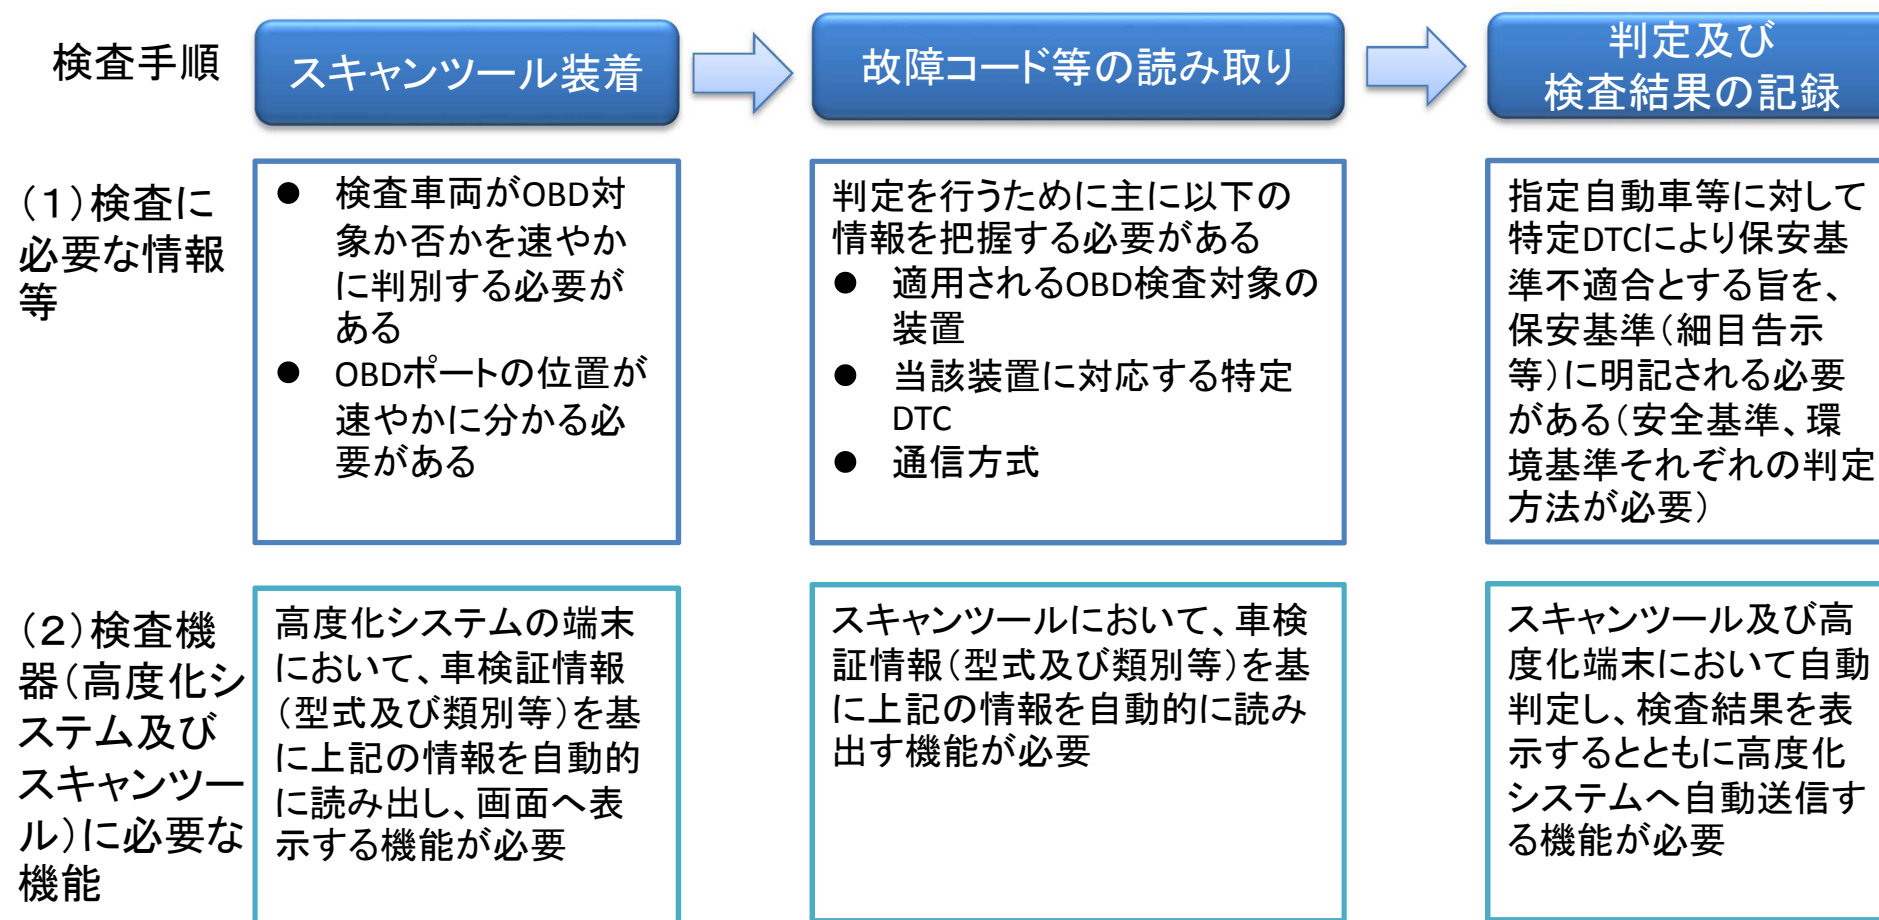 検査手順
スキャンツール装着
故障コード等の読み取り
判定及び
検査結果の記録
（１）検査に
必要な情報
等
● 検査車両がOBD対
象か否かを速やか
に判別する必要が
ある
● OBDポートの位置が
速やかに分かる必
要がある
判定を行うために主に以下の
情報を把握する必要がある
● 適用されるOBD検査対象の
装置
● 当該装置に対応する特定
DTC
● 通信方式
指定自動車等に対して
特定DTCにより保安基
準不適合とする旨を、
保安基準（細目告示
等）に明記される必要
がある（安全基準、環
境基準それぞれの判定
方法が必要）
（２）検査機
器（高度化シ
ステム及び
スキャンツー
ル）に必要な
機能
高度化システムの端末
において、車検証情報
（型式及び類別等）を基
に上記の情報を自動的
に読み出し、画面へ表
示する機能が必要
スキャンツールにおいて、車検
証情報（型式及び類別等）を基
に上記の情報を自動的に読み
出す機能が必要
スキャンツール及び高
度化端末において自動
判定し、検査結果を表
示するとともに高度化
システムへ自動送信す
る機能が必要